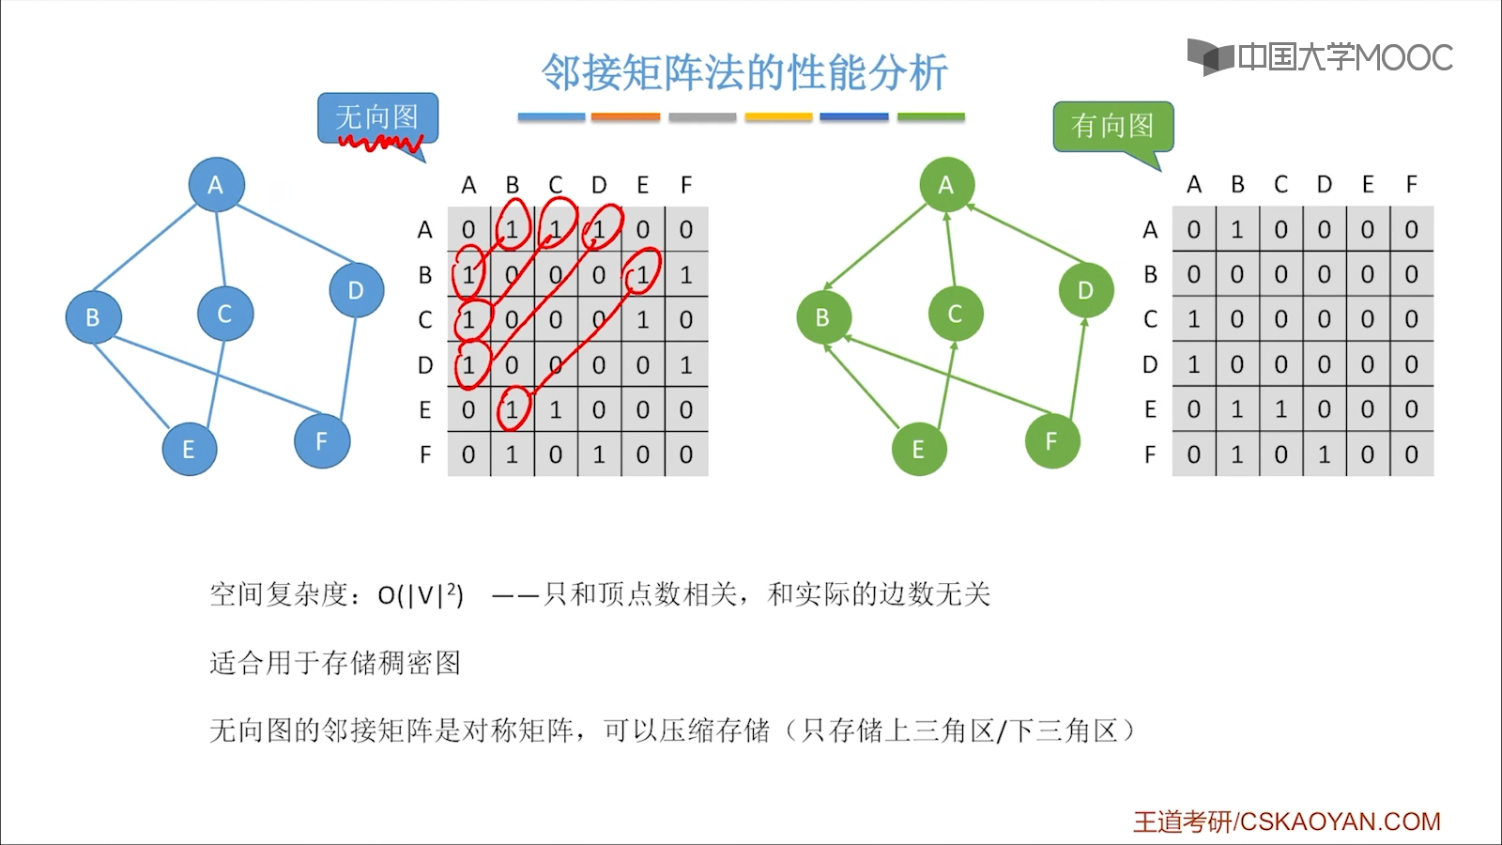 邻接矩阵法的性能分析
中国大学MOOC
无向图
A
B
C
D
E
F
A B C D E F
A 0 1 1 1 0 0
B 1 0 0 0 1 1
C 1 0 0 0 1 0
D 1 0 0 0 0 1
E 0 1 1 0 0 0
F 0 1 0 1 0 0
有向图
A
B
C
D
E
F
A B C D E F
A 0 1 0 0 0 0
B 0 0 0 0 0 0
C 1 0 0 0 0 0
D 1 0 0 0 0 0
E 0 1 1 0 0 0
F 0 1 0 1 0 0
空间复杂度：O(|V|²) ——只和顶点数相关，和实际的边数无关
适合用于存储稠密图
无向图的邻接矩阵是对称矩阵，可以压缩存储（只存储上三角区/下三角区）
王道考研/CSKAOYAN.COM